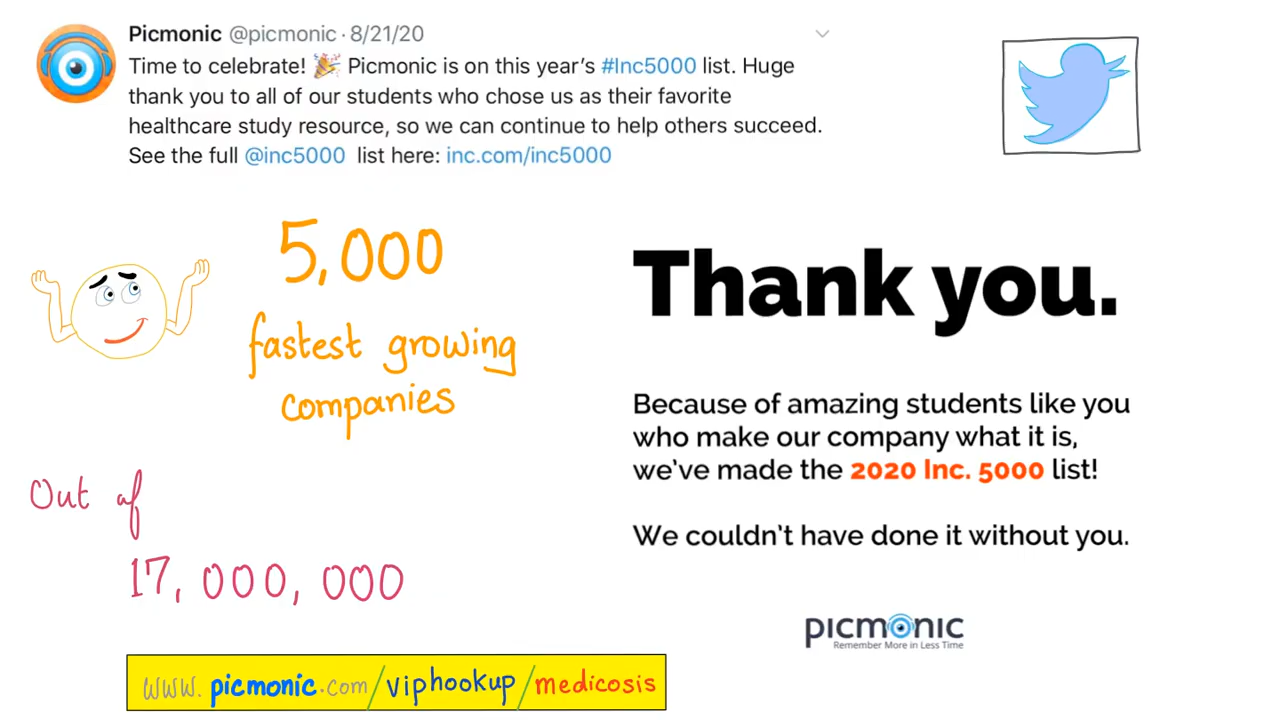 Picmonic @picmonic · 8/21/20
Time to celebrate! 🎉 Picmonic is on this year's #Inc5000 list. Huge
thank you to all of our students who chose us as their favorite
healthcare study resource, so we can continue to help others succeed.
See the full @inc5000 list here: inc.com/inc5000
5,000
fastest growing
companies
Out of
17,000,000
Thank you.
Because of amazing students like you
who make our company what it is,
we've made the 2020 Inc. 5000 list!
We couldn't have done it without you.
picmonic
Remember More in Less Time
www.picmonic.com/viphookup/medicosis